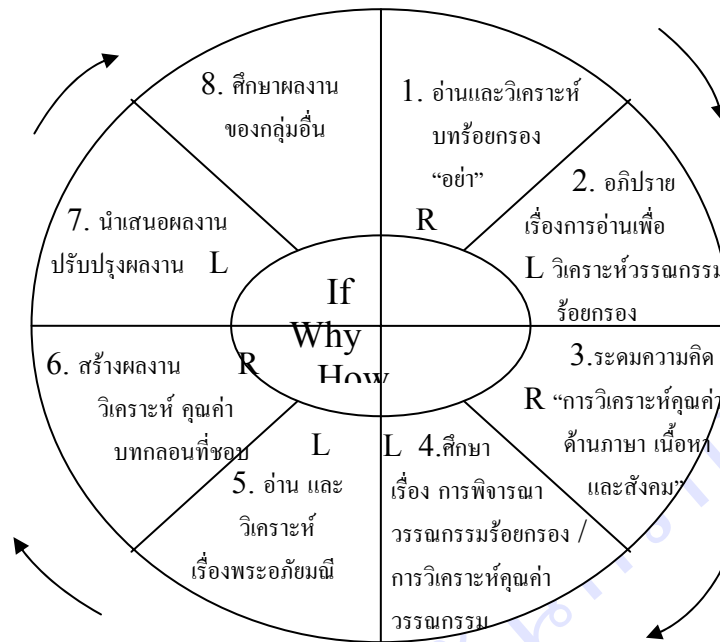 8. ศึกษาผลงาน
ของกลุ่มอื่น
1. อ่านและวิเคราะห์
บทร้อยกรอง
“อย่า”
R
2. อภิปราย
เรื่องการอ่านเพื่อ
L วิเคราะห์วรรณกรรม
ร้อยกรอง
3.ระดมความคิด
R “การวิเคราะห์คุณค่า
ด้านภาษา เนื้อหา
และสังคม”
L 4.ศึกษา
เรื่อง การพิจารณา
วรรณกรรมร้อยกรอง /
การวิเคราะห์คุณค่า
วรรณกรรม
L
5. อ่าน และ
วิเคราะห์
เรื่องพระอภัยมณี
6. สร้างผลงาน R
วิเคราะห์ คุณค่า
บทกลอนที่ชอบ
7. นำเสนอผลงาน
ปรับปรุงผลงาน L
If
Why
How